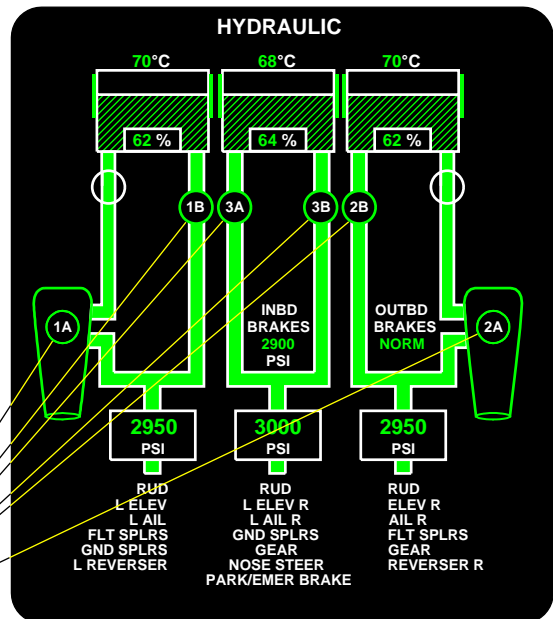 HYDRAULIC
70°C 68°C 70°C
62 % 64 % 62 %
1B 3A 3B 2B
INBD
BRAKES
2900
PSI
OUTBD
BRAKES
NORM
1A 2A
2950
PSI
3000
PSI
2950
PSI
RUD
L ELEV
L AIL
FLT SPLRS
GND SPLRS
L REVERSER
RUD
L ELEV R
L AIL R
GND SPLRS
GEAR
NOSE STEER
PARK/EMER BRAKE
RUD
ELEV R
AIL R
FLT SPLRS
GEAR
REVERSER R